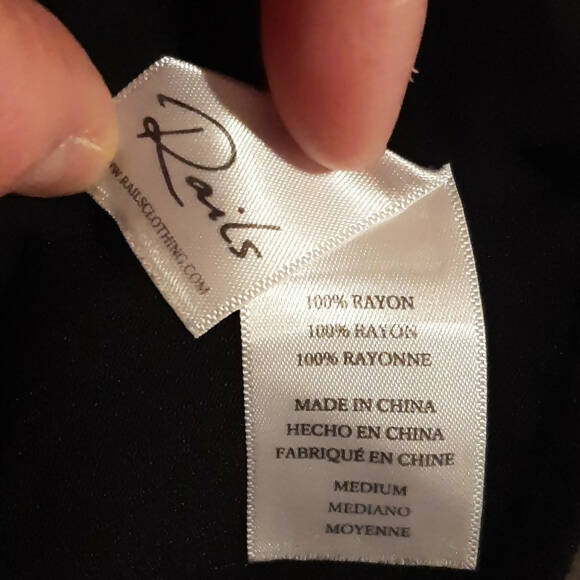 Rails
WWW.RAILSCLOTHING.COM
100% RAYON
100% RAYON
100% RAYONNE
MADE IN CHINA
HECHO EN CHINA
FABRIQUÉ EN CHINE
MEDIUM
MEDIANO
MOYENNE